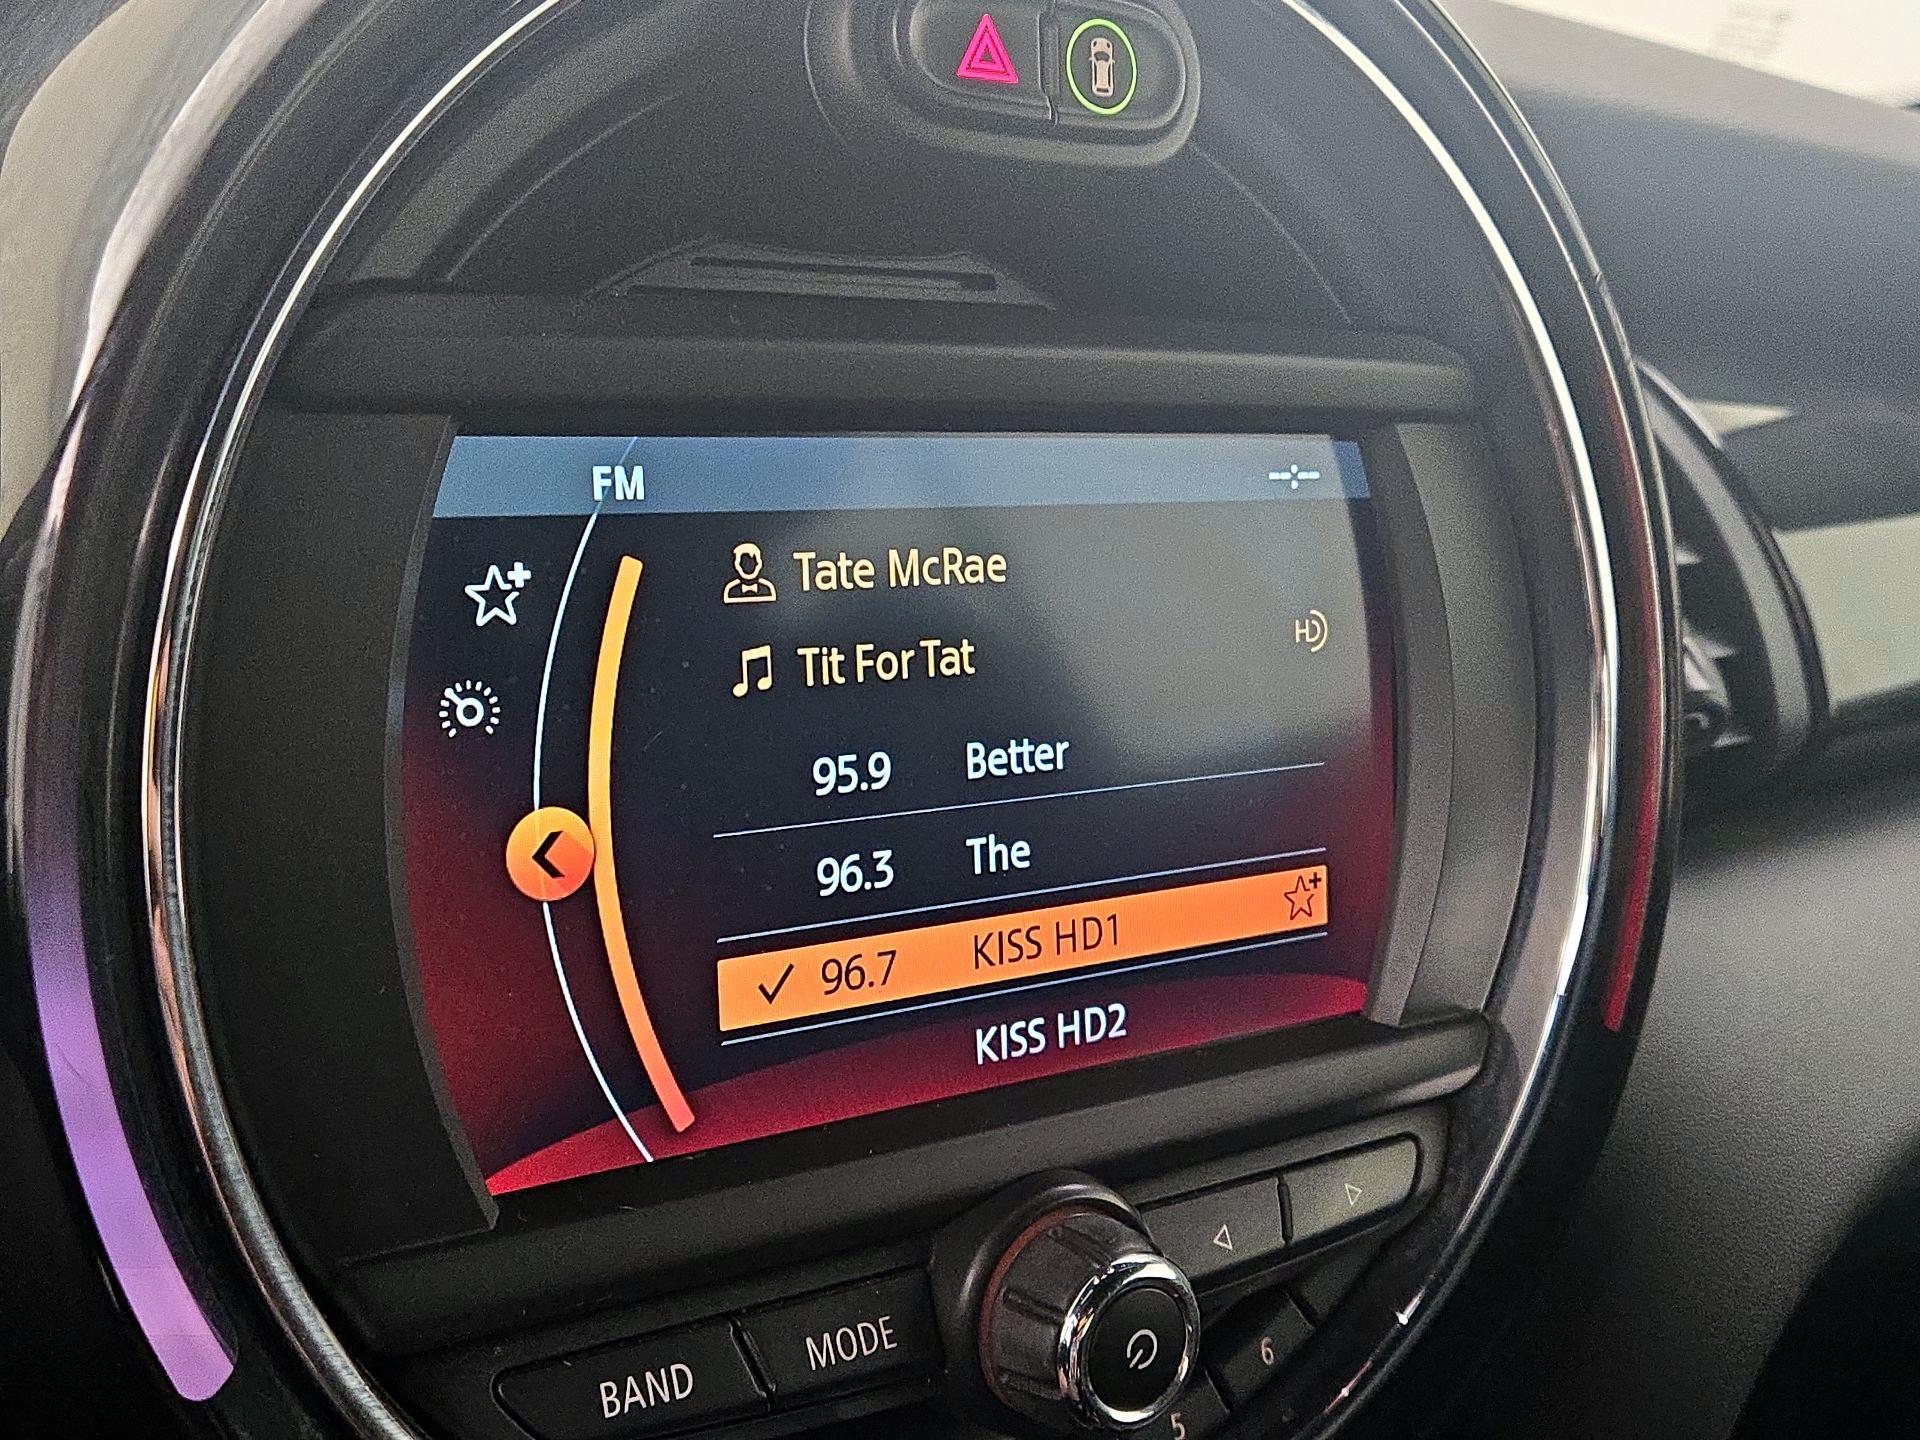 FM
--:--
Tate McRae
Tit For Tat
HD
95.9 Better
96.3 The
96.7 KISS HD1
KISS HD2
BAND
MODE
5
6